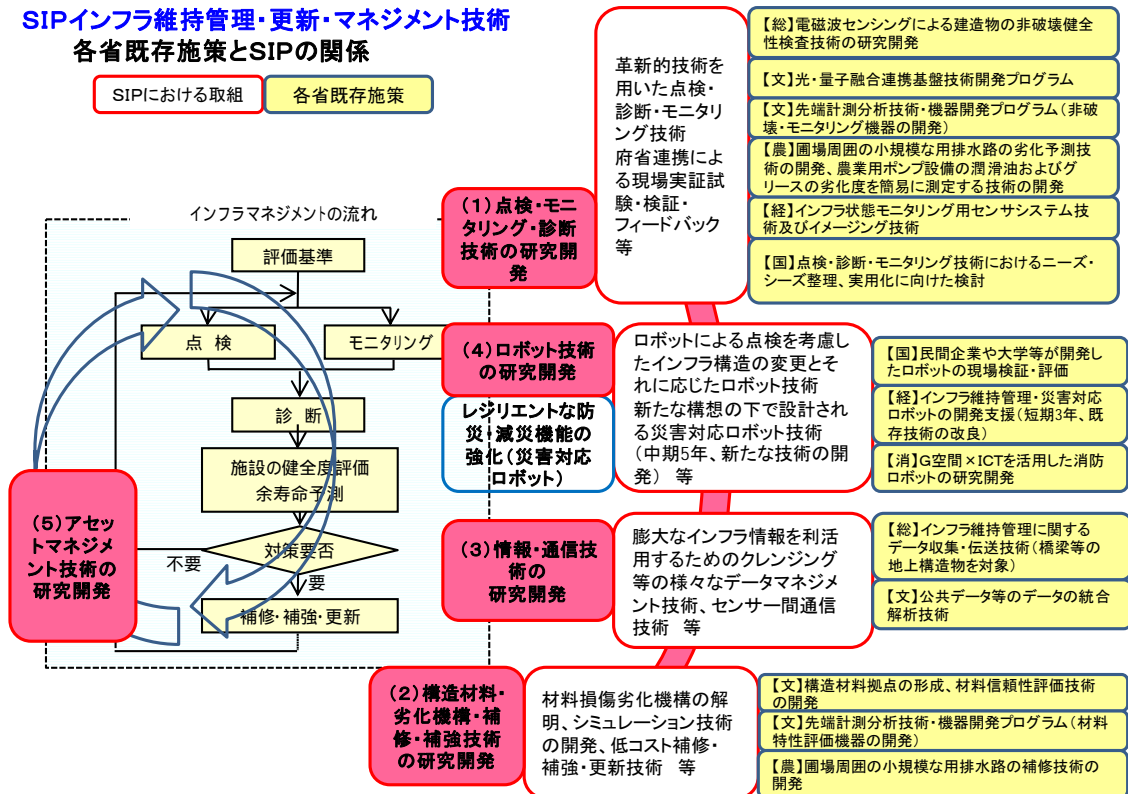 SIPインフラ維持管理・更新・マネジメント技術
各省既存施策とSIPの関係
SIPにおける取組
各省既存施策
インフラマネジメントの流れ
評価基準
点 検
モニタリング
診 断
施設の健全度評価
余寿命予測
対策要否
不要
要
補修・補強・更新
(5)アセッ
トマネジメ
ント技術の
研究開発
(1)点検・モニ
タリング・診断
技術の研究開
発
革新的技術を
用いた点検・
診断・モニタリ
ング技術
府省連携によ
る現場実証試
験・検証・
フィードバック
等
【総】電磁波センシングによる建造物の非破壊健全
性検査技術の研究開発
【文】光・量子融合連携基盤技術開発プログラム
【文】先端計測分析技術・機器開発プログラム(非破
壊・モニタリング機器の開発)
【農】圃場周囲の小規模な用排水路の劣化予測技
術の開発、農業用ポンプ設備の潤滑油およびグ
リースの劣化度を簡易に測定する技術の開発
【経】インフラ状態モニタリング用センサシステム技
術及びイメージング技術
【国】点検・診断・モニタリング技術におけるニーズ・
シーズ整理、実用化に向けた検討
(4)ロボット技術
の研究開発
レジリエントな防
災・減災機能の
強化(災害対応
ロボット)
ロボットによる点検を考慮し
たインフラ構造の変更とそ
れに応じたロボット技術
新たな構想の下で設計され
る災害対応ロボット技術
(中期5年、新たな技術の開
発) 等
【国】民間企業や大学等が開発し
たロボットの現場検証・評価
【経】インフラ維持管理・災害対応
ロボットの開発支援(短期3年、既
存技術の改良)
【消】G空間×ICTを活用した消防
ロボットの研究開発
(3)情報・通信技
術の
研究開発
膨大なインフラ情報を利活
用するためのクレンジング
等の様々なデータマネジメ
ント技術、センサー間通信
技術 等
【総】インフラ維持管理に関する
データ収集・伝送技術(橋梁等の
地上構造物を対象)
【文】公共データ等のデータの統合
解析技術
(2)構造材料・
劣化機構・補
修・補強技術
の研究開発
材料損傷劣化機構の解
明、シミュレーション技術
の開発、低コスト補修・
補強・更新技術 等
【文】構造材料拠点の形成、材料信頼性評価技術
の開発
【文】先端計測分析技術・機器開発プログラム(材料
特性評価機器の開発)
【農】圃場周囲の小規模な用排水路の補修技術の
開発